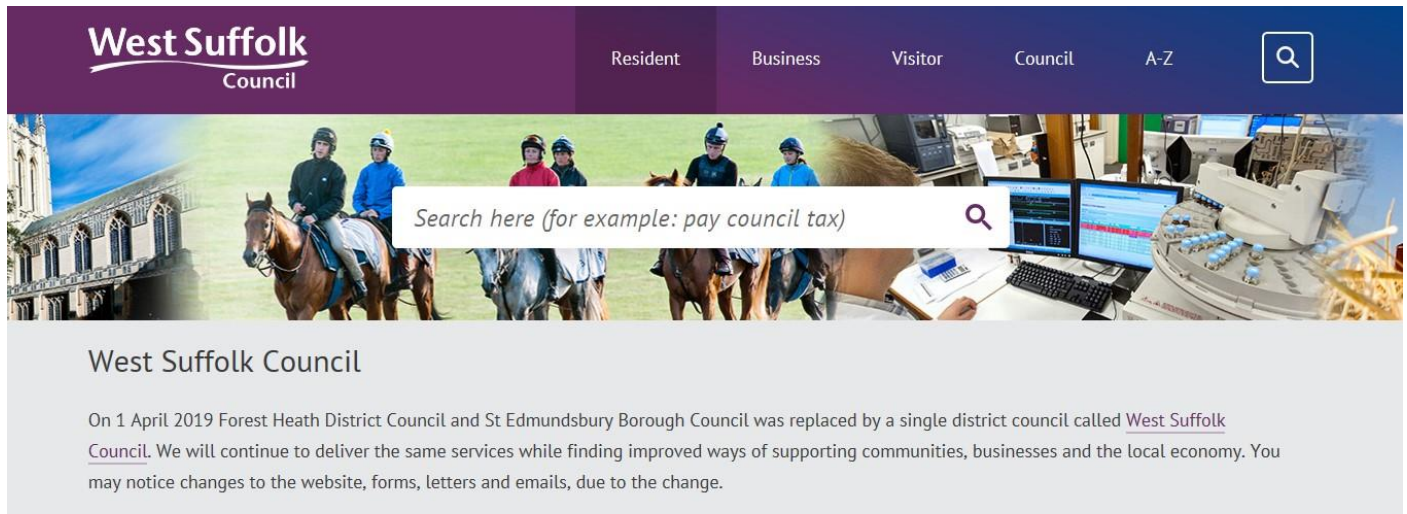 West Suffolk
Council
Resident Business Visitor Council A-Z
Search here (for example: pay council tax)
West Suffolk Council
On 1 April 2019 Forest Heath District Council and St Edmundsbury Borough Council was replaced by a single district council called West Suffolk
Council. We will continue to deliver the same services while finding improved ways of supporting communities, businesses and the local economy. You
may notice changes to the website, forms, letters and emails, due to the change.